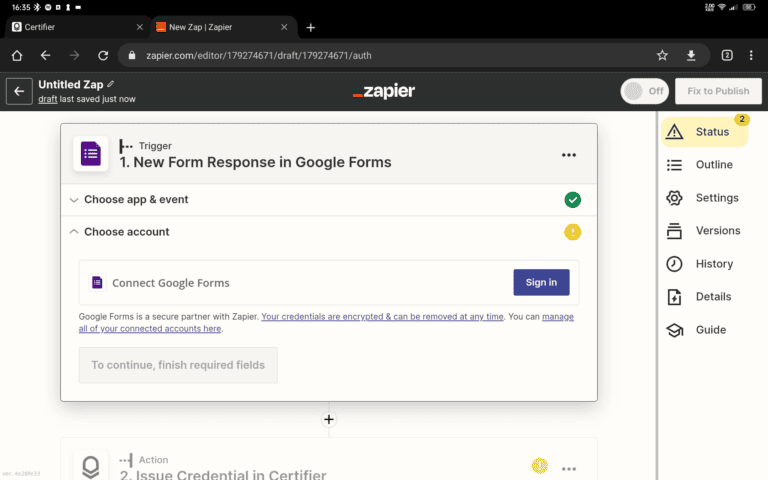 16:35
Certifier
New Zap | Zapier
zapier.com/editor/179274671/draft/179274671/auth
2
Untitled Zap
draft last saved just now
zapier
Off
Fix to Publish
Trigger
1. New Form Response in Google Forms
Choose app & event
Choose account
Connect Google Forms
Sign in
Google Forms is a secure partner with Zapier. Your credentials are encrypted & can be removed at any time. You can manage
all of your connected accounts here.
To continue, finish required fields
Action
2. Issue Credential in Certifier
2
Status
Outline
Settings
Versions
History
Details
Guide